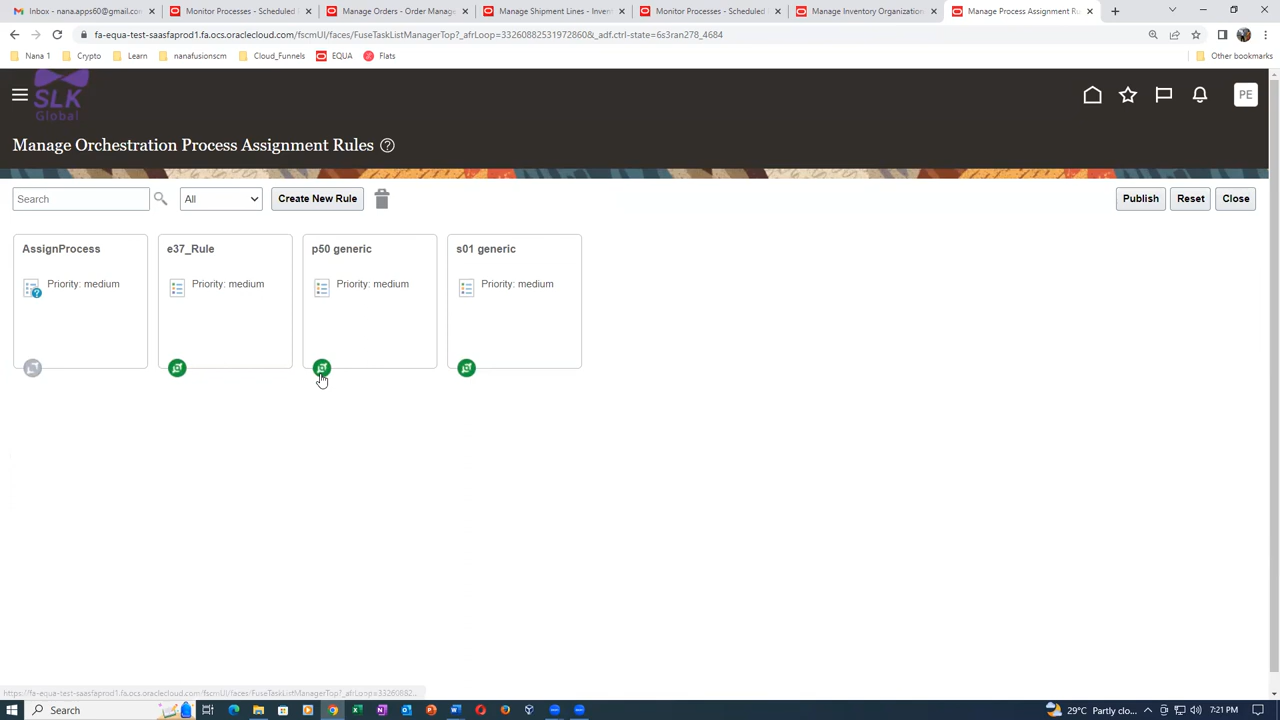 Inbox - nana.apps60@gmail.con
Monitor Processes - Scheduled
Manage Orders - Order Manage
Manage Shipment Lines - Inven
Monitor Processes - Scheduled
Manage Inventory Organization
Manage Process Assignment Ru
fa-equa-test-saasfaprod1.fa.ocs.oraclecloud.com/fscmUI/faces/FuseTaskListManagerTop?_afrLoop=332608825319728608&_adf.ctrl-state=6s3ran278_4684
Nana 1
Crypto
Learn
nanafusionscm
Cloud_Funnels
EQUA
Flats
Other bookmarks
SLK
Global
PE
Manage Orchestration Process Assignment Rules
Search
All
Create New Rule
Publish
Reset
Close
AssignProcess
e37_Rule
p50 generic
s01 generic
Priority: medium
Priority: medium
Priority: medium
Priority: medium
https://fa-equa-test-saasfaprod1.fa.ocs.oraclecloud.com/fscmUI/faces/FuseTaskListManagerTop?_afrLoop=33260882...
Search
29°C Partly clo...
7:21 PM